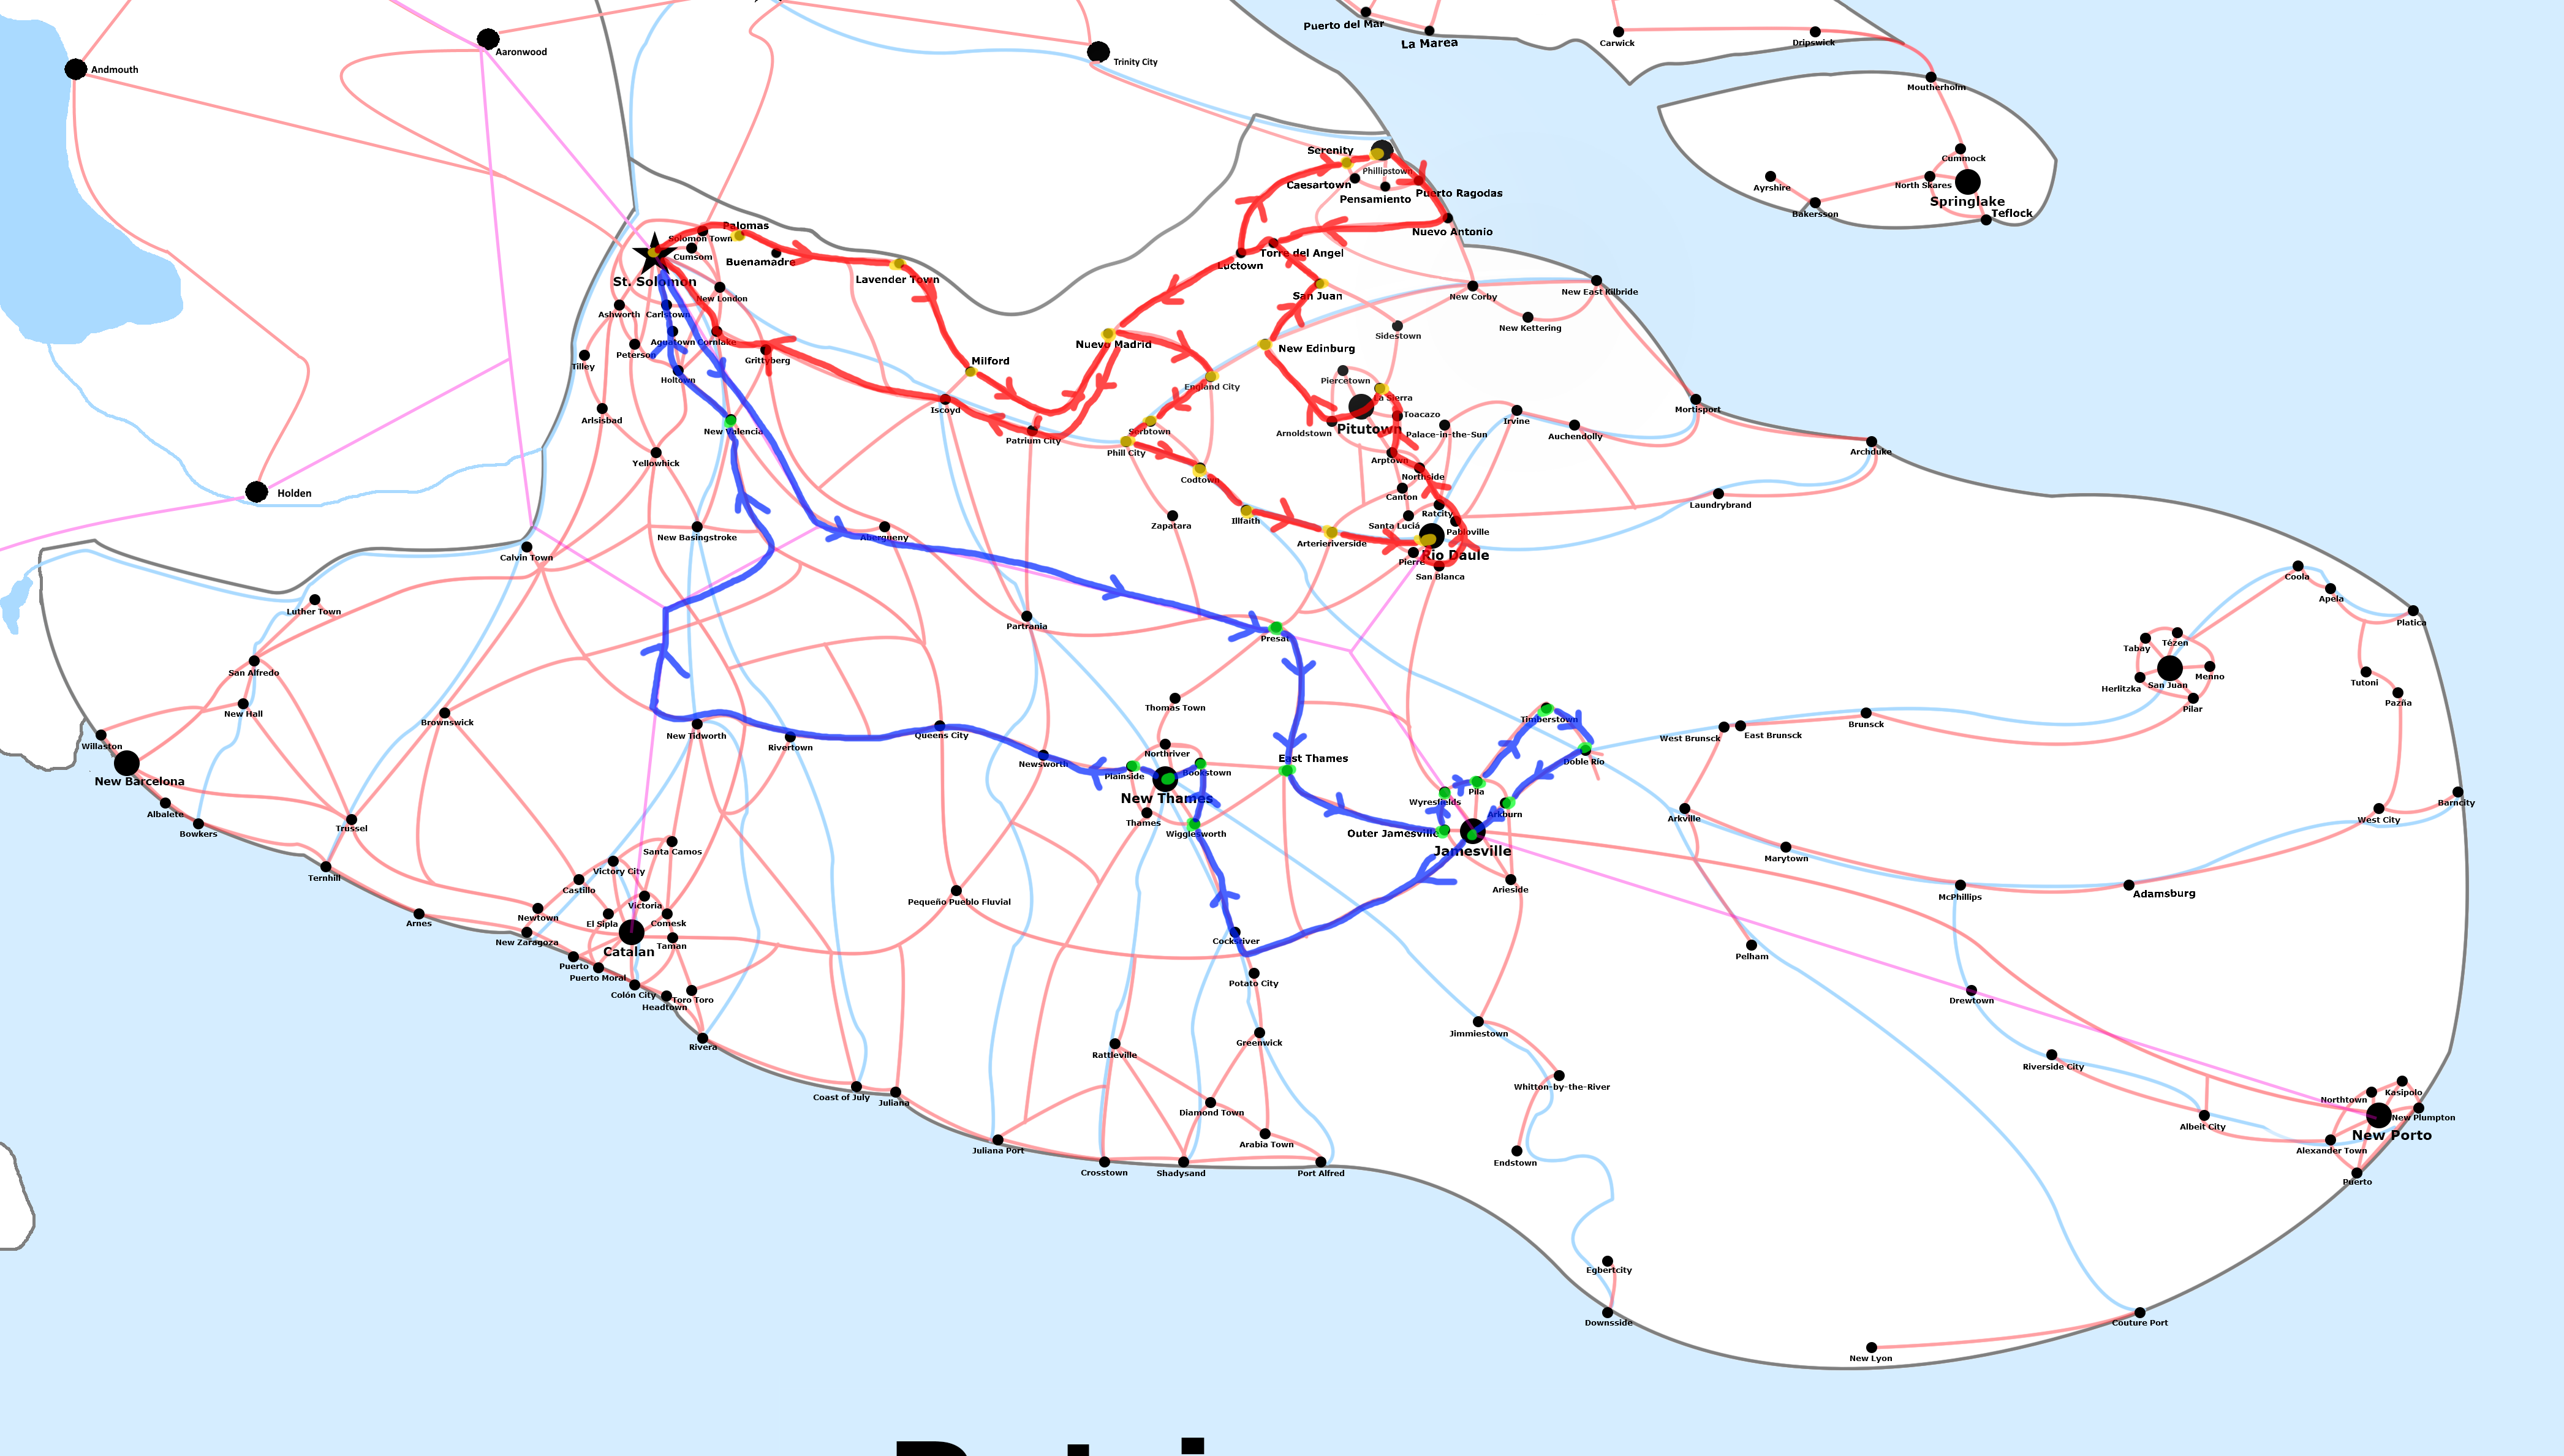 Puerto del Mar
La Marea
Carwick
Dripswick
Aaronwood
Trinity City
Andmouth
Moutherholm
Serenity
Cummock
Phillipstown
Caesartown
Puerto Ragodas
Ayrshire
North Skares
Pensamiento
Springlake
Bakersson
Teflock
Palomas
Solomon Town
Nuevo Antonio
Cumsom
Buenamadre
Torre del Angel
Luctown
St. Solomon
Lavender Town
New London
San Juan
New Corby
New East Kilbride
Ashworth
Carlstown
New Kettering
Sidestown
Aguatown
Cornlake
Nuevo Madrid
New Edinburg
Peterson
Grittyberg
Milford
Tilley
Holtown
Piercetown
England City
La Sierra
Iscoyd
Mortisport
Toacazo
Arlsisbad
New Valencia
Serbtown
Arnoldstown
Pitutown
Palace-in-the-Sun
Irvine
Auchendolly
Patrium City
Phill City
Archduke
Yellowhick
Arptown
Northside
Codtown
Holden
Canton
Laundrybrand
Ratcity
Illfaith
Zapatara
Santa Luciá
Pabloville
New Basingstroke
Abergueny
Arterieriverside
Rio Daule
Calvin Town
Pierre
San Blanca
Coola
Apela
Luther Town
Platica
Partrania
Presat
Tézen
Tabay
San Alfredo
Menno
San Juan
Herlitzka
Tutoni
Pazña
Thomas Town
Pilar
New Hall
Brownswick
Timberstown
Brunsck
New Tidworth
Queens City
West Brunsck
East Brunsck
Willaston
Rivertown
Northriver
East Thames
Doble Río
Newsworth
Plainside
Bookstown
New Barcelona
New Thames
Pila
Wyresfields
Barncity
Albalete
Arkburn
Bowkers
Thames
Arkville
West City
Trussel
Wigglesworth
Outer Jamesville
Jamesville
Santa Camos
Marytown
Victory City
Ternhill
Castillo
Arieside
McPhillips
Adamsburg
Pequeño Pueblo Fluvial
Victoria
Newtown
El Sipla
Comesk
Arnes
New Zaragoza
Catalan
Taman
Cocksriver
Pelham
Puerto
Puerto Moral
Potato City
Colón City
Toro Toro
Headtown
Drewtown
Jimmiestown
Rivera
Greenwick
Rattleville
Riverside City
Whitton-by-the-River
Coast of July
Juliana
Kasipolo
Northtown
Diamond Town
New Plumpton
Albeit City
New Porto
Arabia Town
Juliana Port
Alexander Town
Endstown
Crosstown
Shadysand
Port Alfred
Puerto
Egbertcity
Downsside
Couture Port
New Lyon